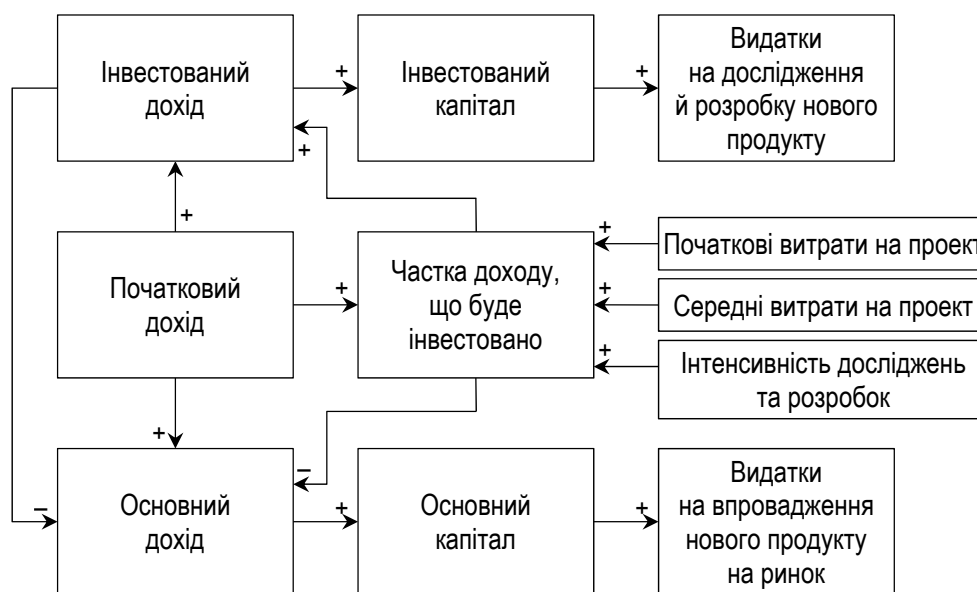 Інвестований
дохід
+
Інвестований
капітал
+
Видатки
на дослідження
й розробку нового
продукту
+
+
Початковий
дохід
+
Частка доходу,
що буде
інвестовано
+
Початкові витрати на проект
+
Середні витрати на проект
+
Інтенсивність досліджень
та розробок
+
–
–
Основний
дохід
+
Основний
капітал
+
Видатки
на впровадження
нового продукту
на ринок